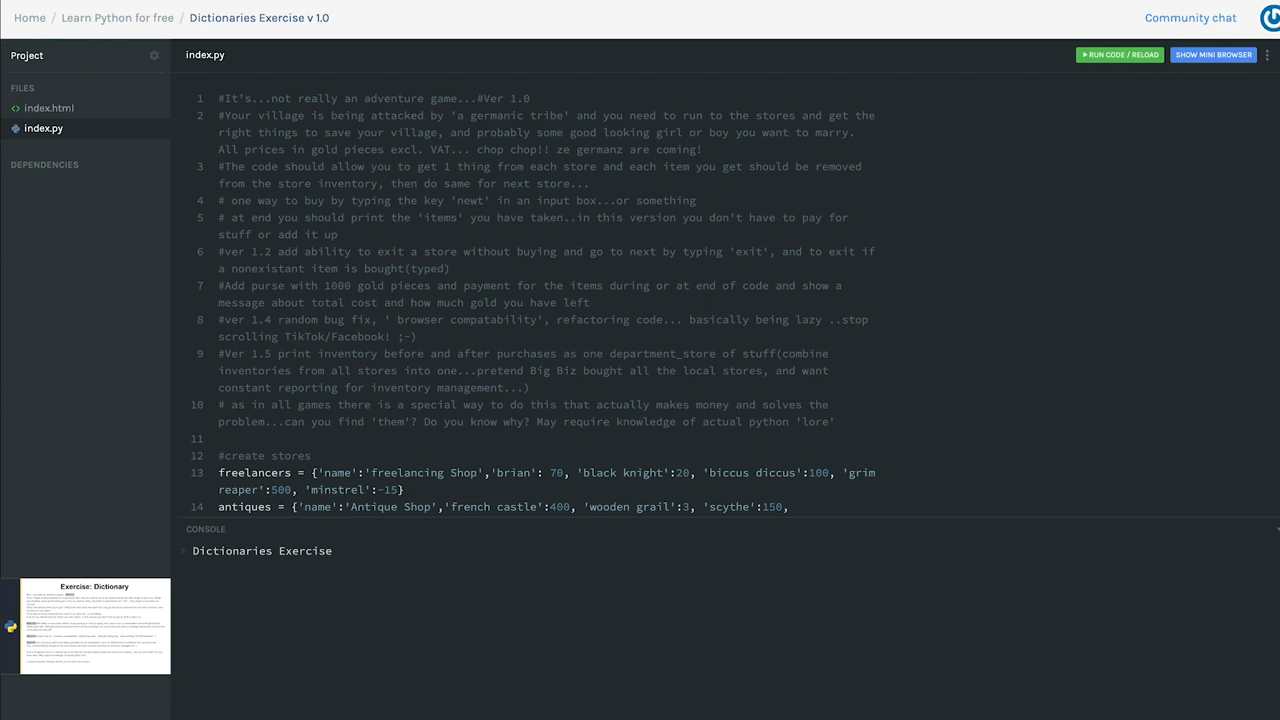 Home / Learn Python for free / Dictionaries Exercise v 1.0
Community chat
Project
index.py
RUN CODE / RELOAD
SHOW MINI BROWSER
FILES
<> index.html
index.py
DEPENDENCIES
1 #It's...not really an adventure game...#Ver 1.0
2 #Your village is being attacked by 'a germanic tribe' and you need to run to the stores and get the
right things to save your village, and probably some good looking girl or boy you want to marry.
All prices in gold pieces excl. VAT... chop chop!! ze germanz are coming!
3 #The code should allow you to get 1 thing from each store and each item you get should be removed
from the store inventory, then do same for next store...
4 # one way to buy by typing the key 'newt' in an input box...or something
5 # at end you should print the 'items' you have taken..in this version you don't have to pay for
stuff or add it up
6 #ver 1.2 add ability to exit a store without buying and go to next by typing 'exit', and to exit if
a nonexistant item is bought(typed)
7 #Add purse with 1000 gold pieces and payment for the items during or at end of code and show a
message about total cost and how much gold you have left
8 #ver 1.4 random bug fix, ' browser compatability', refactoring code... basically being lazy ..stop
scrolling TikTok/Facebook! ;-)
9 #Ver 1.5 print inventory before and after purchases as one department_store of stuff(combine
inventories from all stores into one...pretend Big Biz bought all the local stores, and want
constant reporting for inventory management...)
10 # as in all games there is a special way to do this that actually makes money and solves the
problem...can you find 'them'? Do you know why? May require knowledge of actual python 'lore'
11
12 #create stores
13 freelancers = {'name':'freelancing Shop','brian': 70, 'black knight':20, 'biccus diccus':100, 'grim
reaper':500, 'minstrel':-15}
14 antiques = {'name':'Antique Shop','french castle':400, 'wooden grail':3, 'scythe':150,
CONSOLE
> Dictionaries Exercise
Exercise: Dictionary